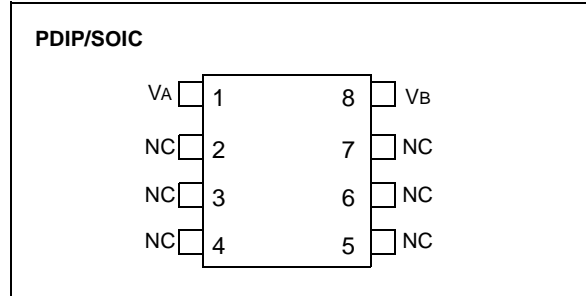 PDIP/SOIC
VA 1 8 VB
NC 2 7 NC
NC 3 6 NC
NC 4 5 NC